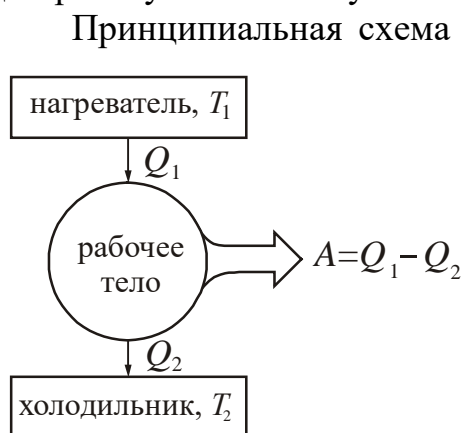 Принципиальная схема
нагреватель, T₁
Q₁
рабочее
тело
A=Q₁−Q₂
Q₂
холодильник, T₂